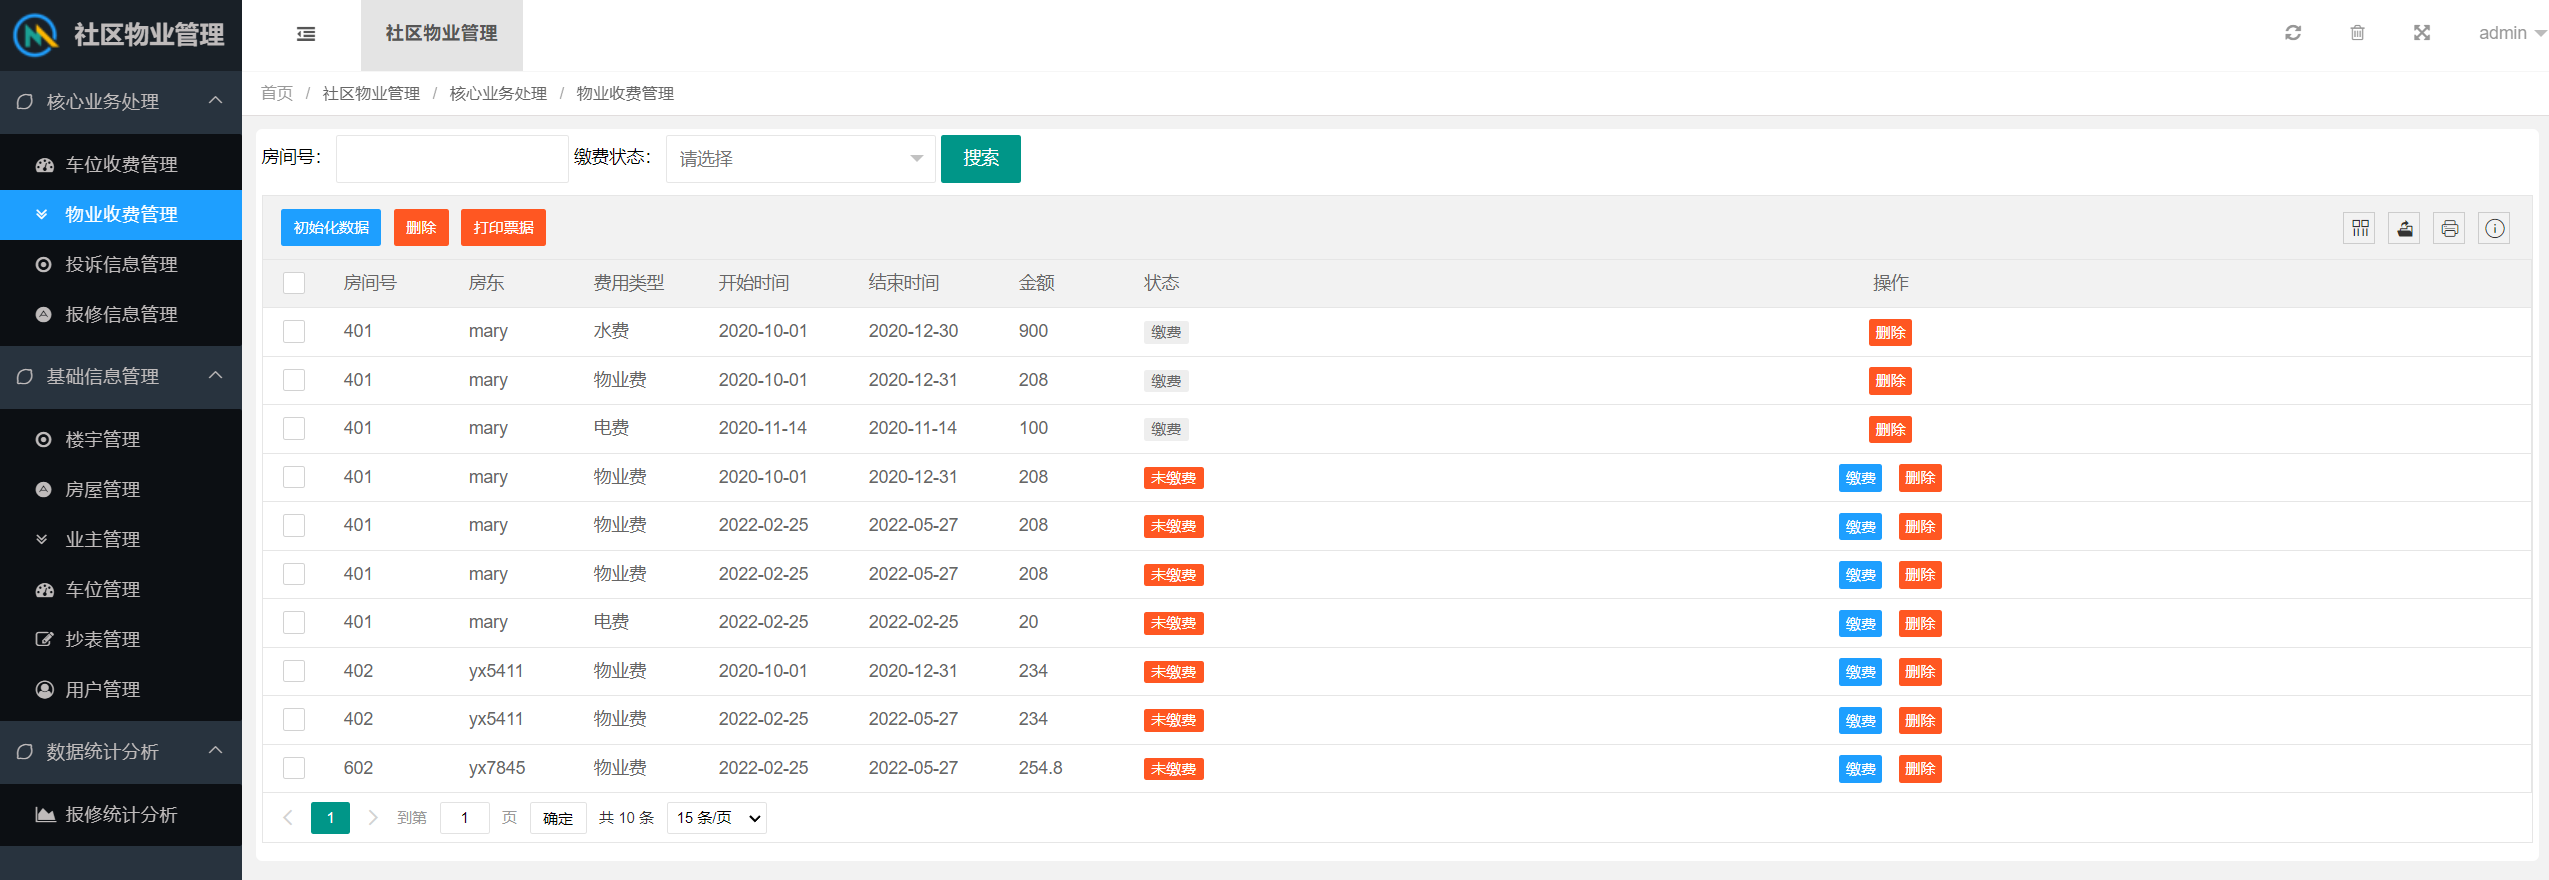 社区物业管理
社区物业管理
admin
首页 / 社区物业管理 / 核心业务处理 / 物业收费管理
核心业务处理
车位收费管理
物业收费管理
投诉信息管理
报修信息管理
基础信息管理
楼宇管理
房屋管理
业主管理
车位管理
抄表管理
用户管理
数据统计分析
报修统计分析
房间号： 缴费状态： 请选择 搜索
初始化数据 删除 打印票据
房间号 房东 费用类型 开始时间 结束时间 金额 状态 操作
401 mary 水费 2020-10-01 2020-12-30 900 缴费 删除
401 mary 物业费 2020-10-01 2020-12-31 208 缴费 删除
401 mary 电费 2020-11-14 2020-11-14 100 缴费 删除
401 mary 物业费 2020-10-01 2020-12-31 208 未缴费 缴费 删除
401 mary 物业费 2022-02-25 2022-05-27 208 未缴费 缴费 删除
401 mary 物业费 2022-02-25 2022-05-27 208 未缴费 缴费 删除
401 mary 电费 2022-02-25 2022-02-25 20 未缴费 缴费 删除
402 yx5411 物业费 2020-10-01 2020-12-31 234 未缴费 缴费 删除
402 yx5411 物业费 2022-02-25 2022-05-27 234 未缴费 缴费 删除
602 yx7845 物业费 2022-02-25 2022-05-27 254.8 未缴费 缴费 删除
1 到第 1 页 确定 共 10 条 15 条/页